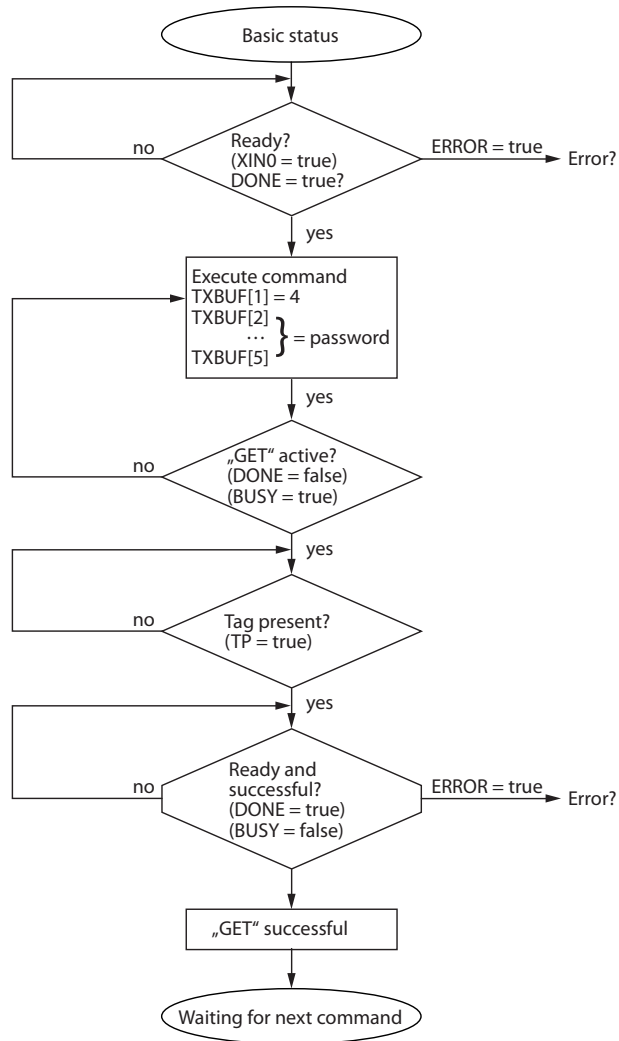 Basic status
no
Ready?
(XIN0 = true)
DONE = true?
ERROR = true
Error?
yes
Execute command
TXBUF[1] = 4
TXBUF[2]
...
TXBUF[5]
} = password
yes
no
„GET“ active?
(DONE = false)
(BUSY = true)
yes
no
Tag present?
(TP = true)
yes
no
Ready and
successful?
(DONE = true)
(BUSY = false)
ERROR = true
Error?
„GET“ successful
Waiting for next command